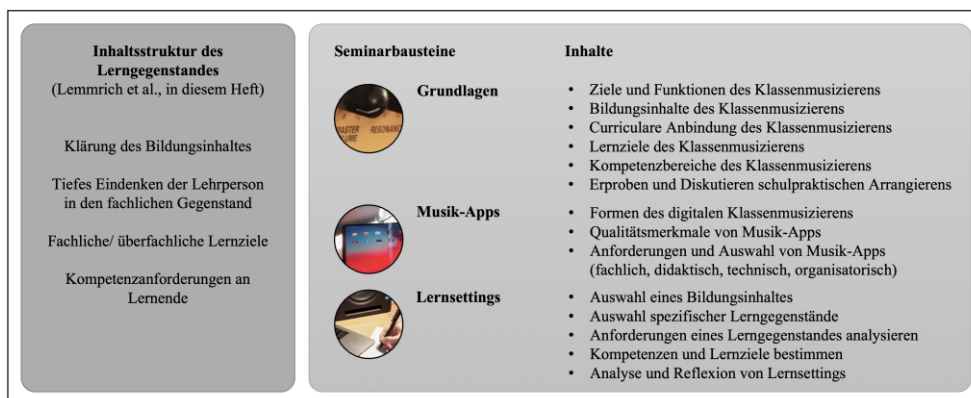 Inhaltsstruktur des
Lerngegenstandes
(Lemmrich et al., in diesem Heft)
Klärung des Bildungsinhaltes
Tiefes Eindenken der Lehrperson
in den fachlichen Gegenstand
Fachliche/ überfachliche Lernziele
Kompetenzanforderungen an
Lernende
Seminarbausteine
Inhalte
Grundlagen
MASTER
RESONANC
• Ziele und Funktionen des Klassenmusizierens
• Bildungsinhalte des Klassenmusizierens
• Curriculare Anbindung des Klassenmusizierens
• Lernziele des Klassenmusizierens
• Kompetenzbereiche des Klassenmusizierens
• Erproben und Diskutieren schulpraktischen Arrangierens
Musik-Apps
• Formen des digitalen Klassenmusizierens
• Qualitätsmerkmale von Musik-Apps
• Anforderungen und Auswahl von Musik-Apps
(fachlich, didaktisch, technisch, organisatorisch)
Lernsettings
• Auswahl eines Bildungsinhaltes
• Auswahl spezifischer Lerngegenstände
• Anforderungen eines Lerngegenstandes analysieren
• Kompetenzen und Lernziele bestimmen
• Analyse und Reflexion von Lernsettings